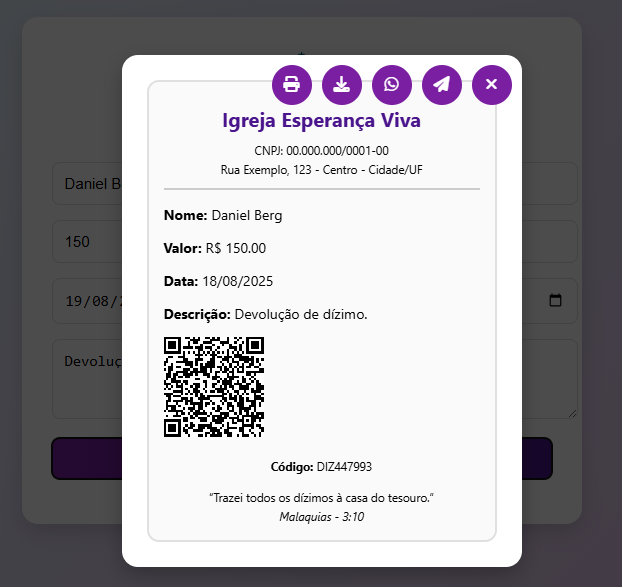 Igreja Esperança Viva
CNPJ: 00.000.000/0001-00
Rua Exemplo, 123 - Centro - Cidade/UF
Daniel B
Nome: Daniel Berg
150
Valor: R$ 150.00
Data: 18/08/2025
19/08/2
Descrição: Devolução de dízimo.
Devoluç
Código: DIZ447993
“Trazei todos os dízimos à casa do tesouro.”
Malaquias - 3:10